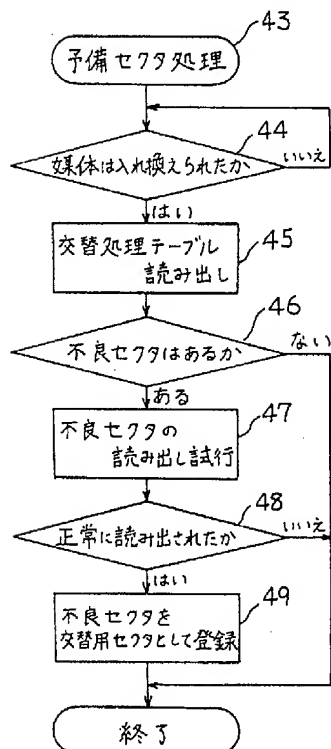 43
予備セクタ処理
44
媒体は入れ換えられたか
いいえ
はい
45
交替処理テーブル
読み出し
46
不良セクタはあるか
ない
ある
47
不良セクタの
読み出し試行
48
正常に読み出されたか
いいえ
はい
49
不良セクタを
交替用セクタとして登録
終了